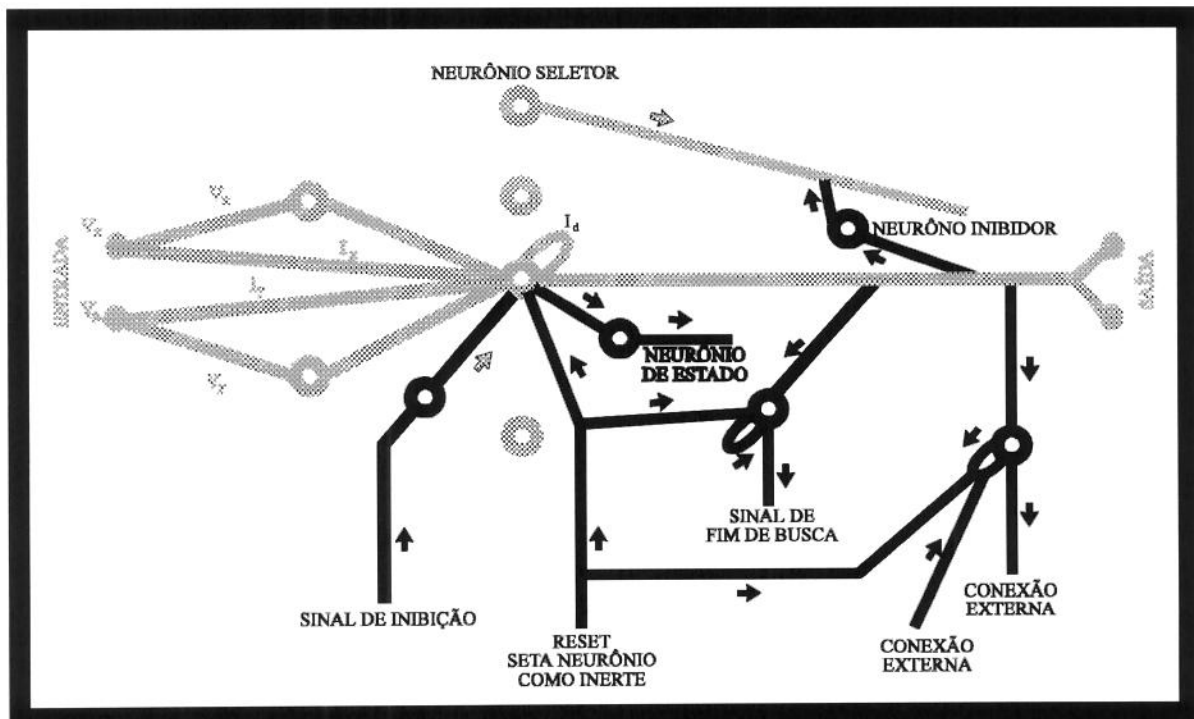 NEURÔNIO SELETOR
NEURÔNO INIBIDOR
I_d
ENTRADA
SAÍDA
NEURÔNIO
DE ESTADO
SINAL DE
FIM DE BUSCA
SINAL DE INIBIÇÃO
RESET
SETA NEURÔNIO
COMO INERTE
CONEXÃO
EXTERNA
CONEXÃO
EXTERNA